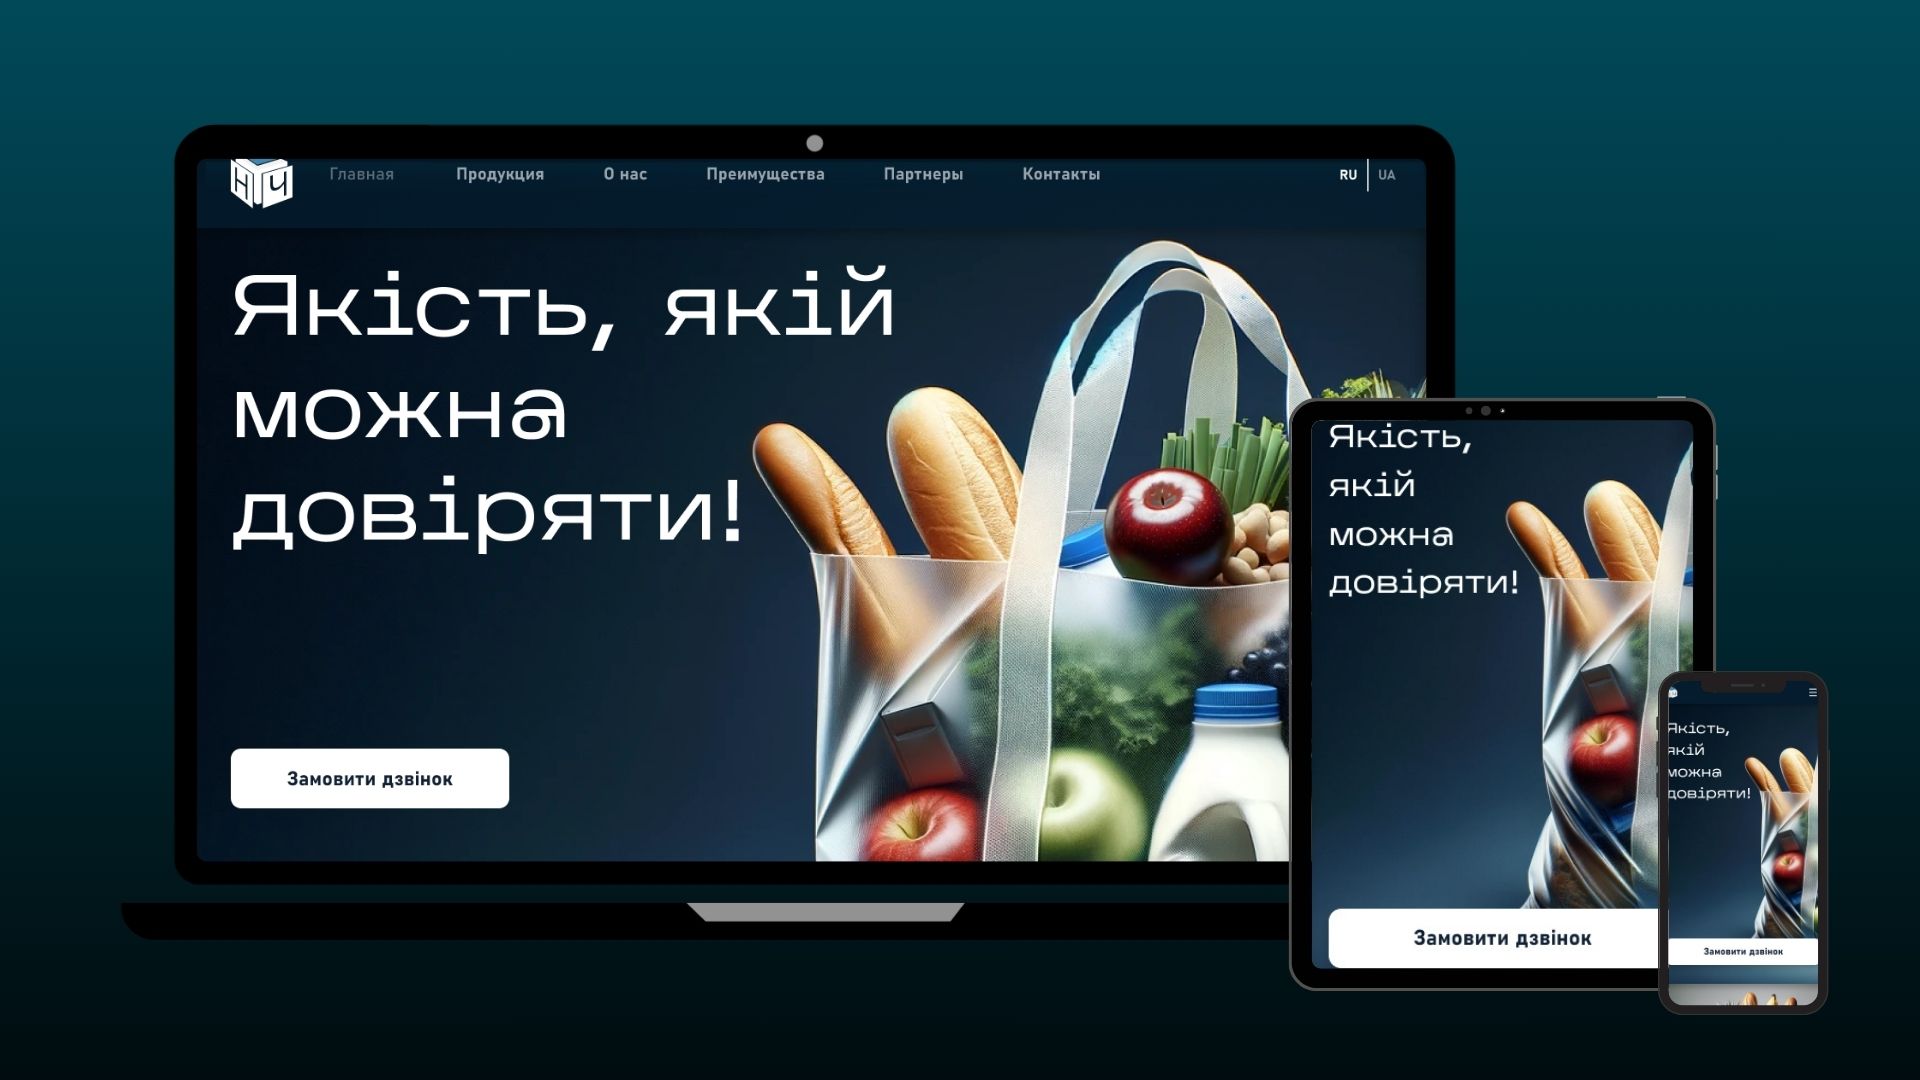 НЧ
Главная Продукция О нас Преимущества Партнеры Контакты RU UA
Якість, якій
можна
довіряти!
Замовити дзвінок
Якість,
якій
можна
довіряти!
Замовити дзвінок
Якість,
якій
можна
довіряти!
Замовити дзвінок